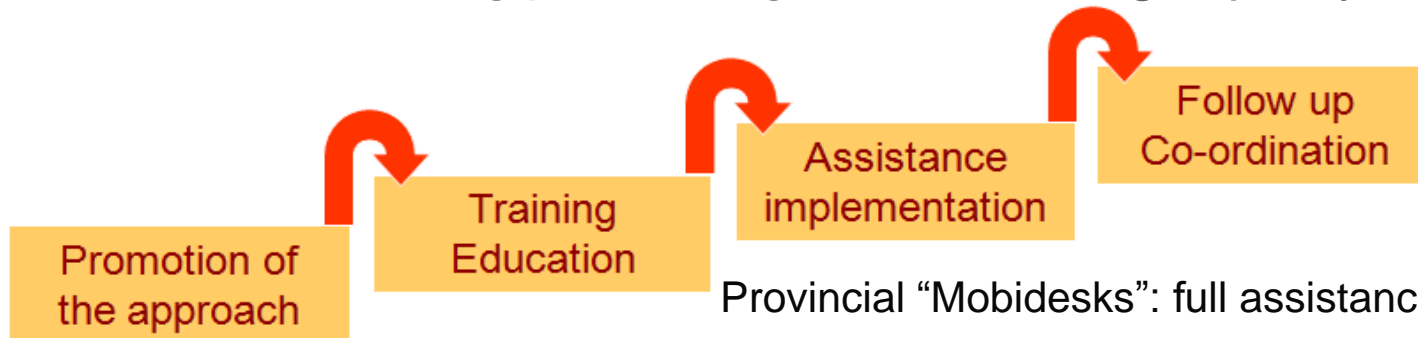 Promotion of
the approach
Training
Education
Assistance
implementation
Follow up
Co-ordination
Provincial “Mobidesks”: full assistanc